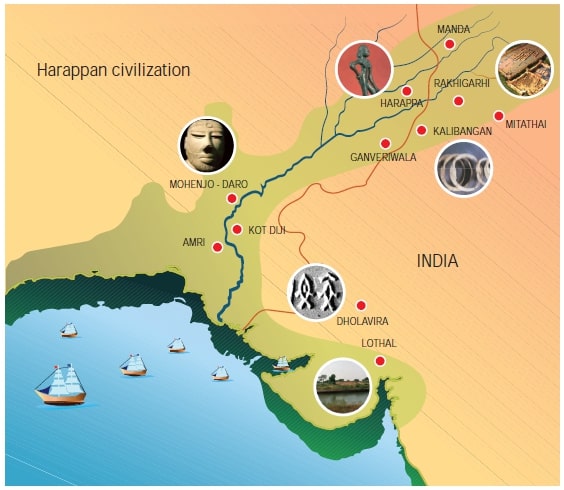 Harappan civilization
MANDA
RAKHIGARHI
HARAPPA
MITATHAI
KALIBANGAN
GANVERIWALA
MOHENJO - DARO
KOT DIJI
AMRI
INDIA
DHOLAVIRA
LOTHAL